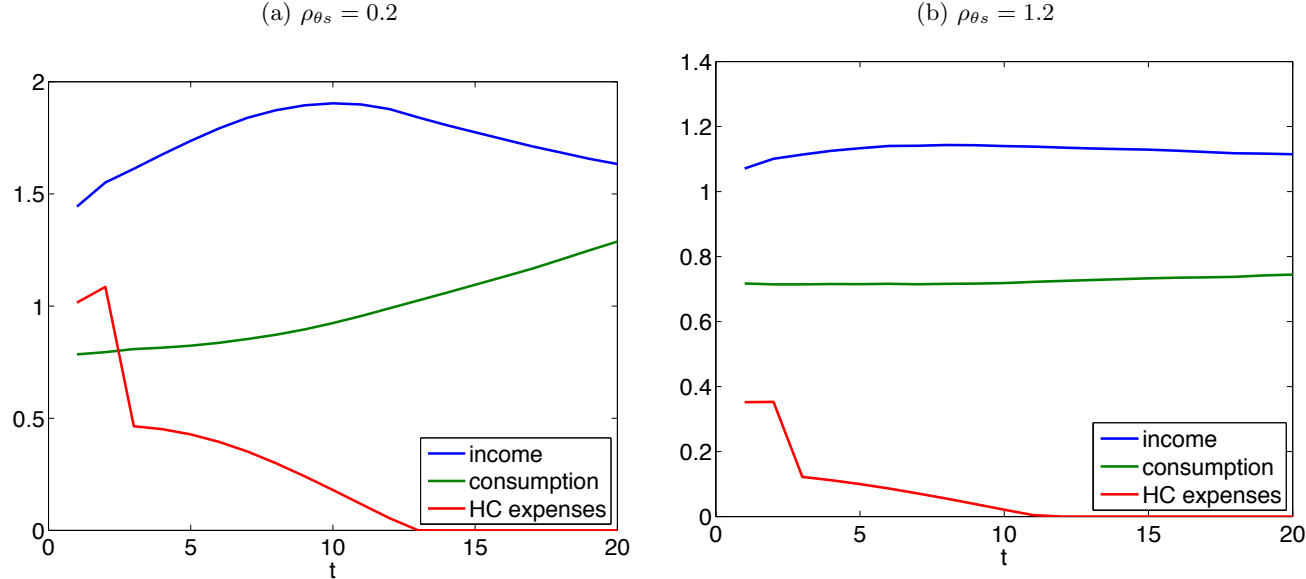 (a) ρθs = 0.2
2
1.5
1
0.5
0
0
5
10
15
20
t
income
consumption
HC expenses
(b) ρθs = 1.2
1.4
1.2
1
0.8
0.6
0.4
0.2
0
0
5
10
15
20
t
income
consumption
HC expenses